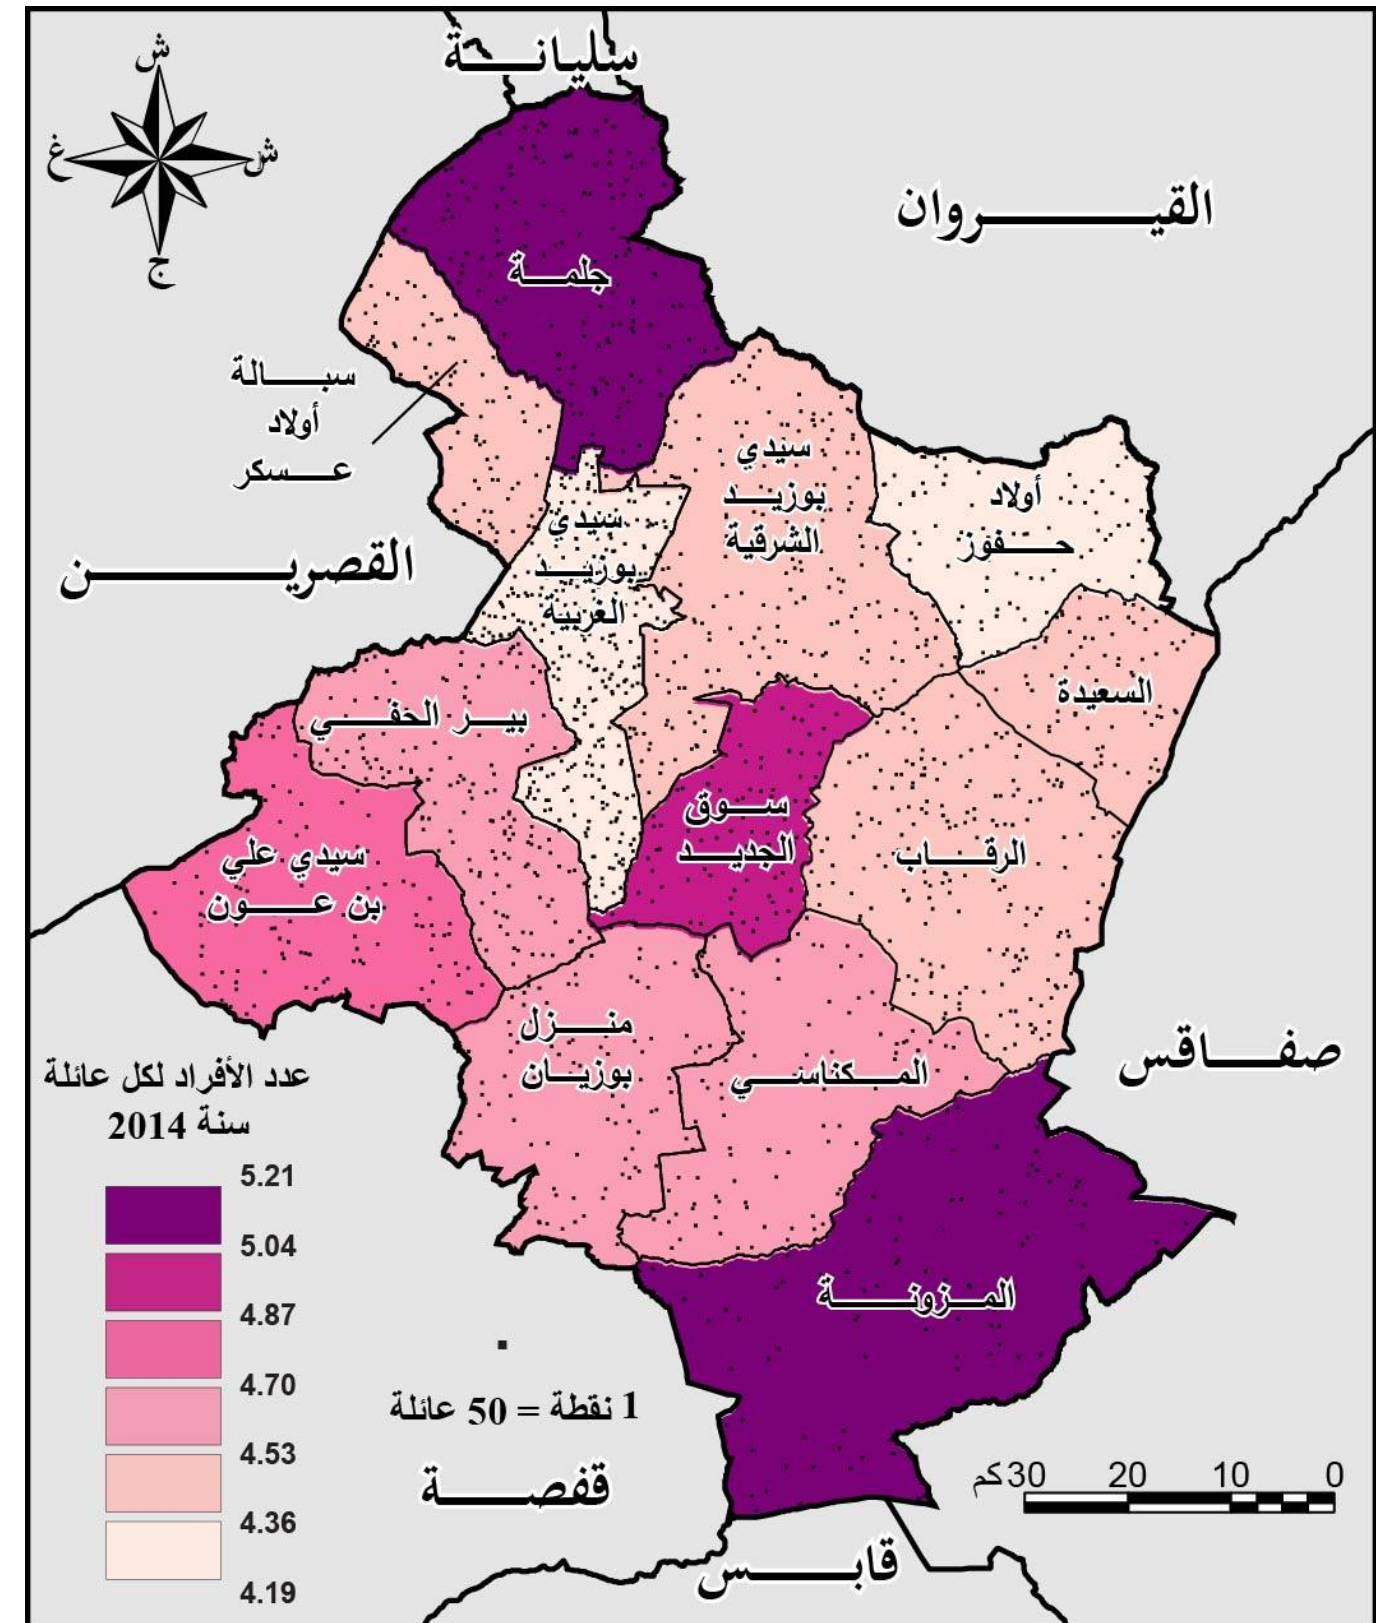 سليانة
ش
غ
ش
ج
القيروان
جلمة
سبالة
أولاد
عسكر
سيدي
بوزيد
الشرقية
أولاد
حفوز
سيدي
بوزيد
الغربية
القصرين
السعيدة
بير الحفي
سوق
الجديد
الرقاب
سيدي علي
بن عون
منزل
بوزيان
المكناسي
صفاقس
عدد الأفراد لكل عائلة
سنة 2014
5.21
5.04
4.87
4.70
4.53
4.36
4.19
المزونة
1 نقطة = 50 عائلة
قفصة
كم 30 20 10 0
قابس